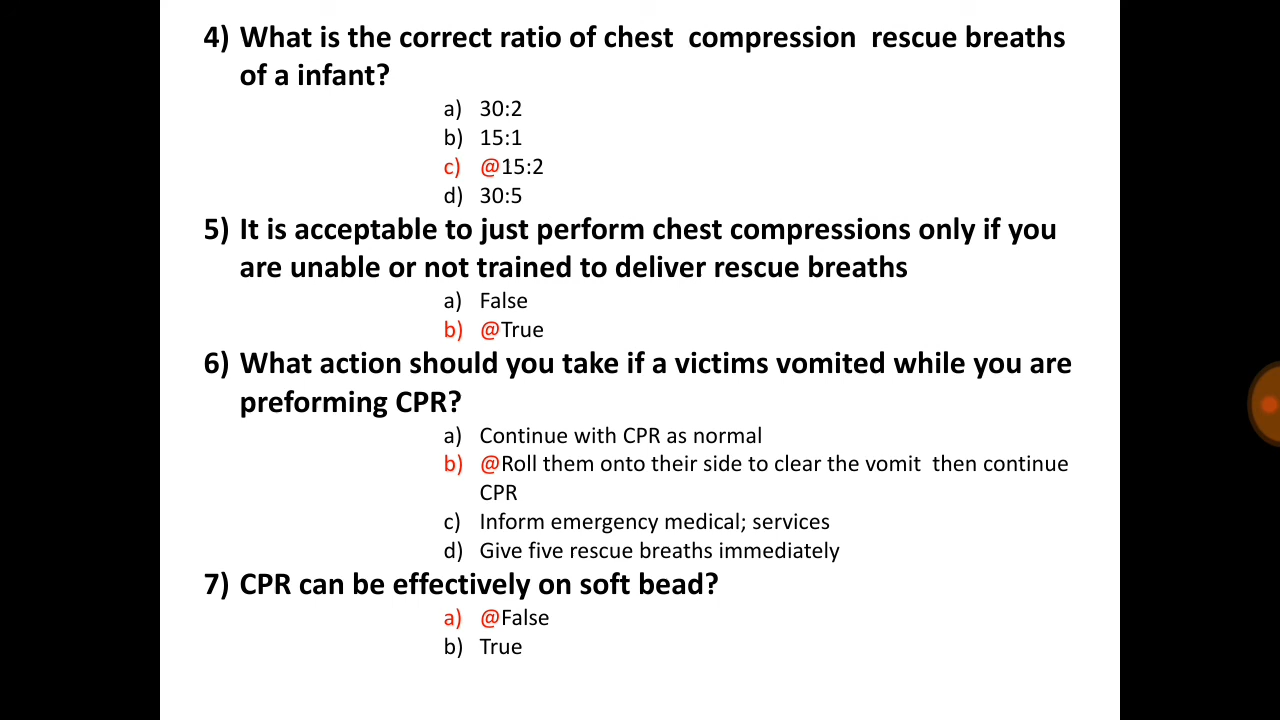 4) What is the correct ratio of chest compression rescue breaths
of a infant?
a) 30:2
b) 15:1
c) @15:2
d) 30:5
5) It is acceptable to just perform chest compressions only if you
are unable or not trained to deliver rescue breaths
a) False
b) @True
6) What action should you take if a victims vomited while you are
preforming CPR?
a) Continue with CPR as normal
b) @Roll them onto their side to clear the vomit then continue
CPR
c) Inform emergency medical; services
d) Give five rescue breaths immediately
7) CPR can be effectively on soft bead?
a) @False
b) True